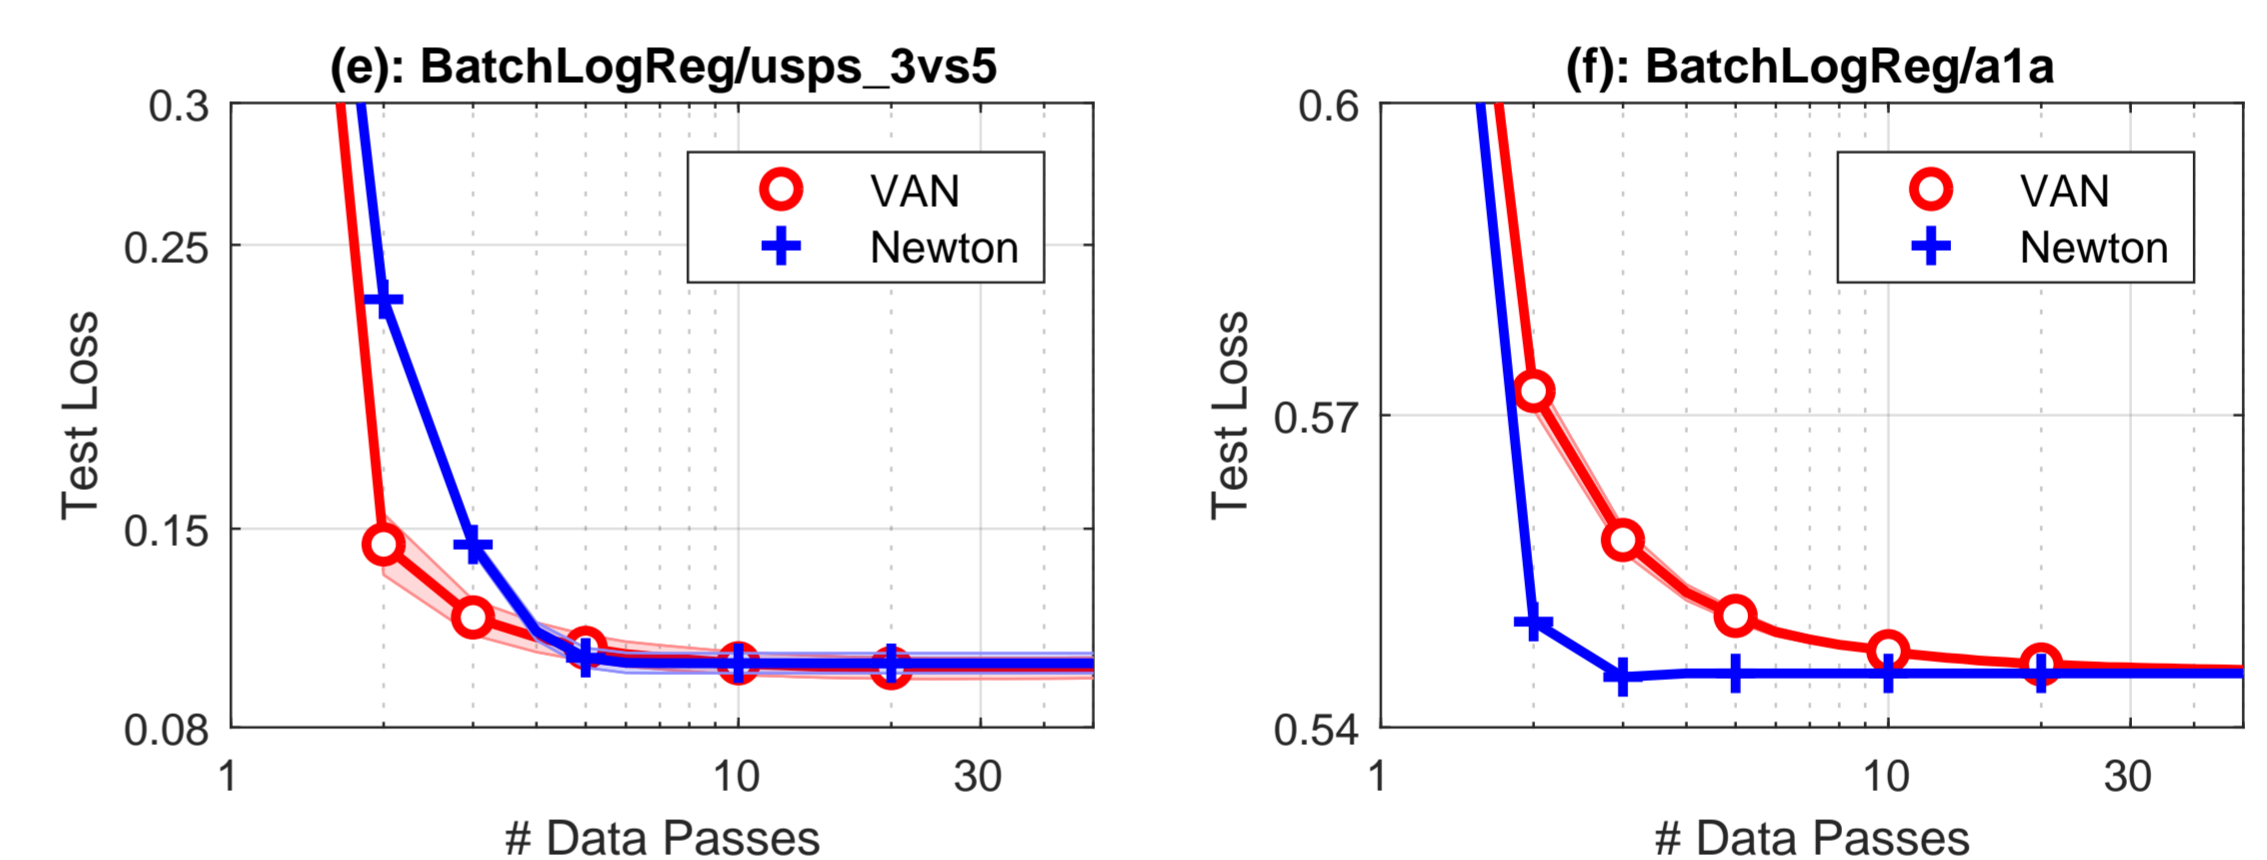 (e): BatchLogReg/usps_3vs5
0.3
0.25
0.15
0.08
Test Loss
VAN
Newton
1 10 30
# Data Passes
(f): BatchLogReg/a1a
0.6
0.57
0.54
Test Loss
VAN
Newton
1 10 30
# Data Passes